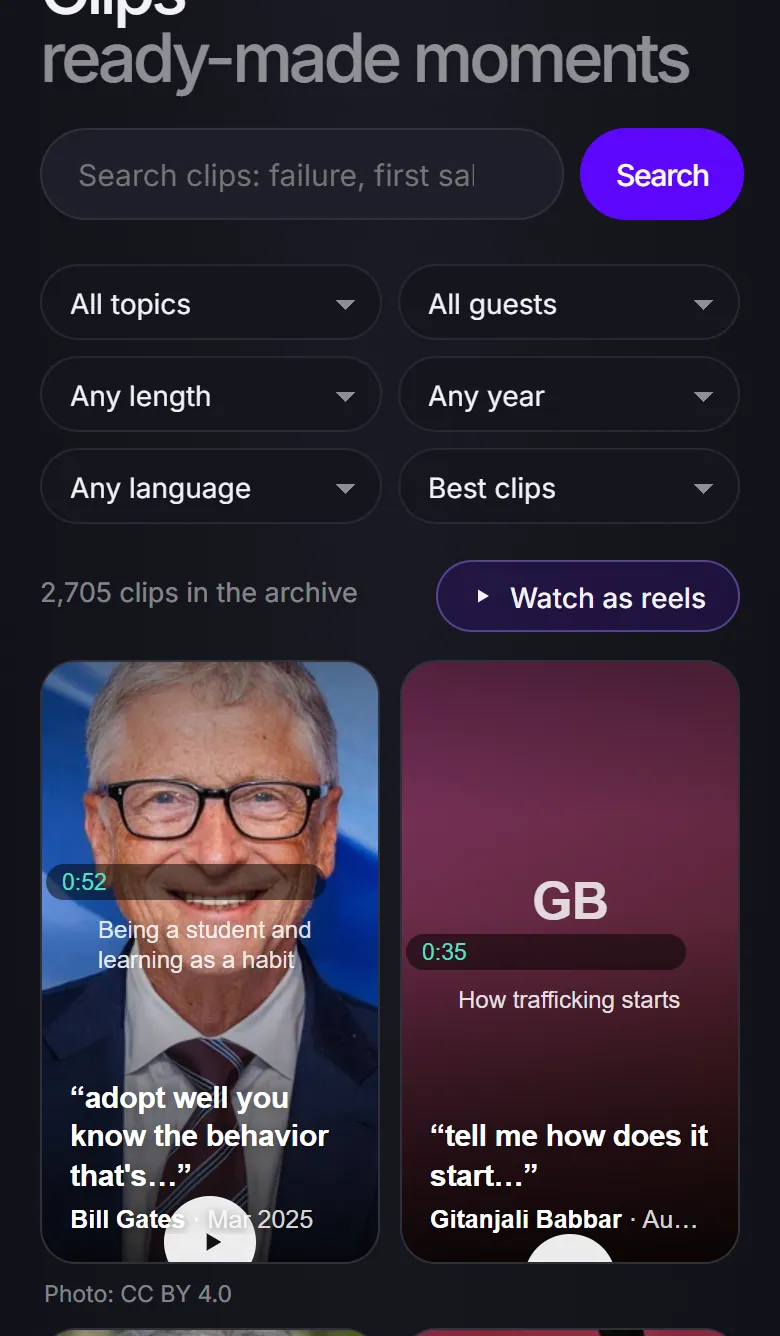 Clips
ready-made moments
Search clips: failure, first sal
Search
All topics
All guests
Any length
Any year
Any language
Best clips
2,705 clips in the archive
Watch as reels
0:52
Being a student and
learning as a habit
“adopt well you
know the behavior
that's…”
Bill Gates · Mar 2025
GB
0:35
How trafficking starts
“tell me how does it
start…”
Gitanjali Babbar · Au…
Photo: CC BY 4.0